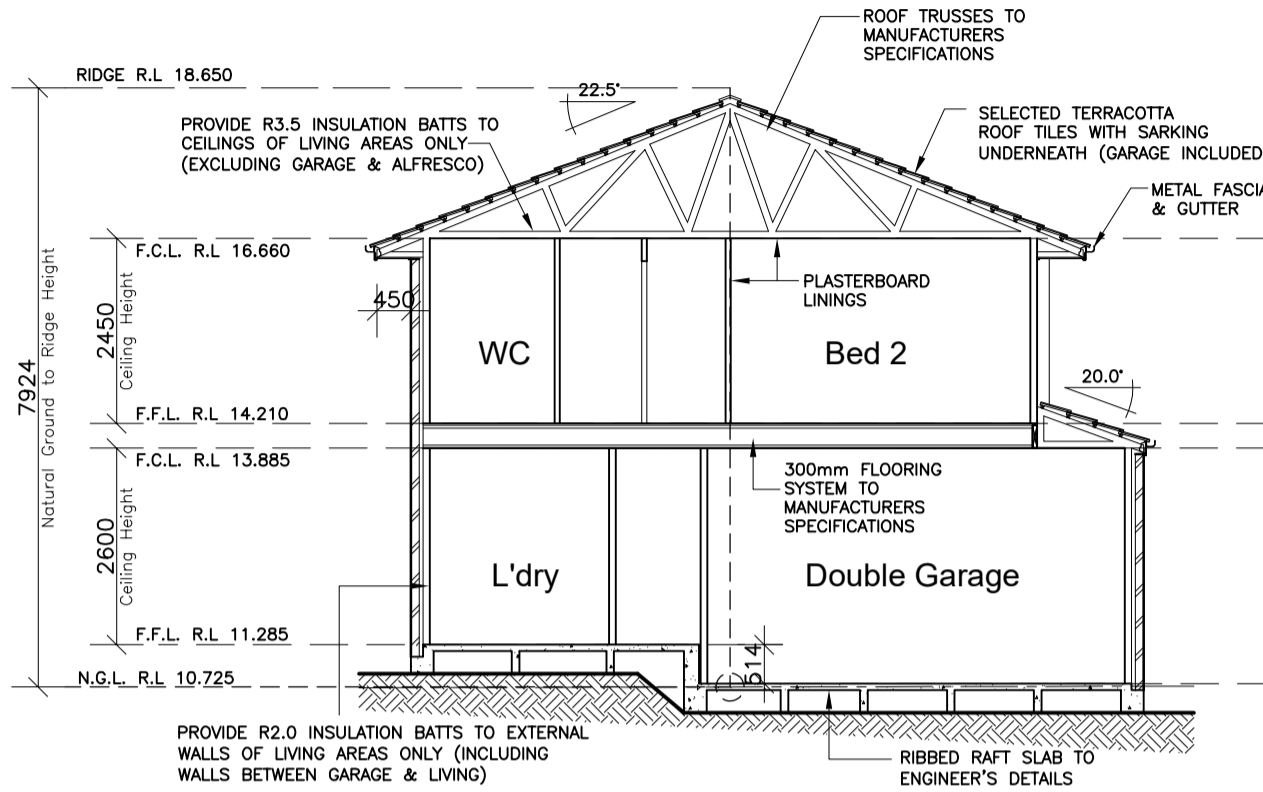 ROOF TRUSSES TO
MANUFACTURERS
SPECIFICATIONS
RIDGE R.L 18.650
22.5°
PROVIDE R3.5 INSULATION BATTS TO
CEILINGS OF LIVING AREAS ONLY
(EXCLUDING GARAGE & ALFRESCO)
SELECTED TERRACOTTA
ROOF TILES WITH SARKING
UNDERNEATH (GARAGE INCLUDED
METAL FASCIA
& GUTTER
F.C.L. R.L 16.660
450
PLASTERBOARD
LININGS
2450
Ceiling Height
WC
Bed 2
20.0°
7924
Natural Ground to Ridge Height
F.F.L. R.L 14.210
F.C.L. R.L 13.885
300mm FLOORING
SYSTEM TO
MANUFACTURERS
SPECIFICATIONS
2600
Ceiling Height
L'dry
Double Garage
F.F.L. R.L 11.285
514
N.G.L. R.L 10.725
PROVIDE R2.0 INSULATION BATTS TO EXTERNAL
WALLS OF LIVING AREAS ONLY (INCLUDING
WALLS BETWEEN GARAGE & LIVING)
RIBBED RAFT SLAB TO
ENGINEER'S DETAILS